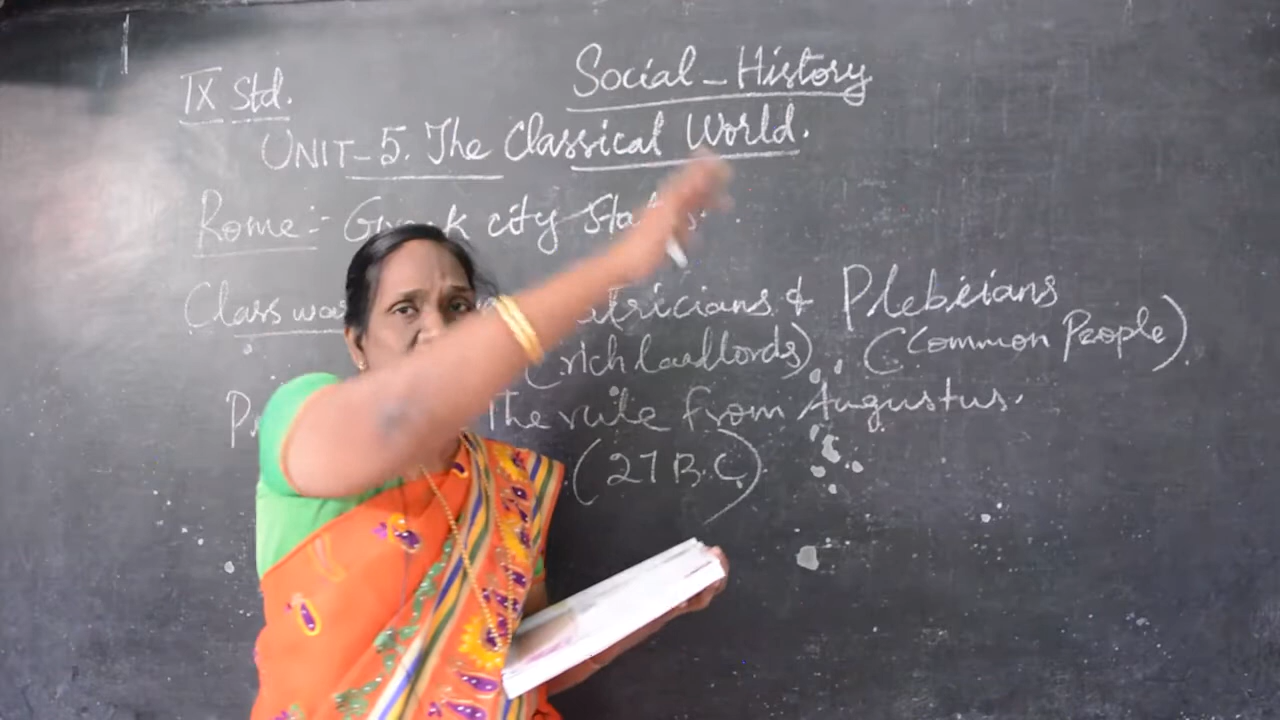 IX Std.
Social - History
UNIT-5. The Classical World.
Rome:- city
Class & Plebeians
(rich landlords) (Common People)
The rule from Augustus.
(27 B.C)